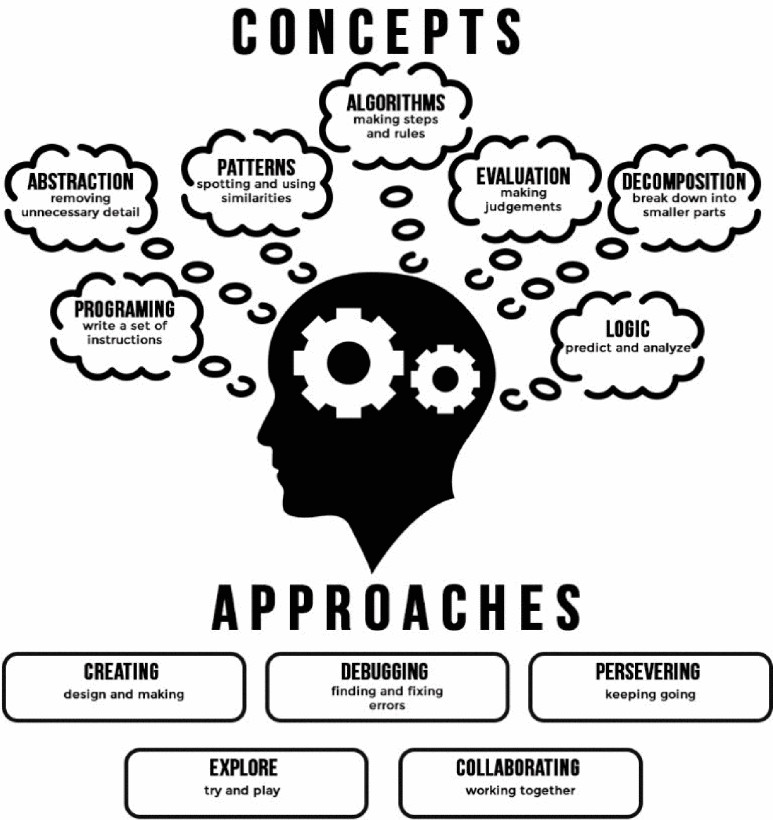 CONCEPTS
ALGORITHMS
making steps
and rules
PATTERNS
spotting and using
similarities
EVALUATION
making
judgements
ABSTRACTION
removing
unnecessary detail
DECOMPOSITION
break down into
smaller parts
PROGRAMING
write a set of
instructions
LOGIC
predict and analyze
APPROACHES
CREATING
design and making
DEBUGGING
finding and fixing
errors
PERSEVERING
keeping going
EXPLORE
try and play
COLLABORATING
working together